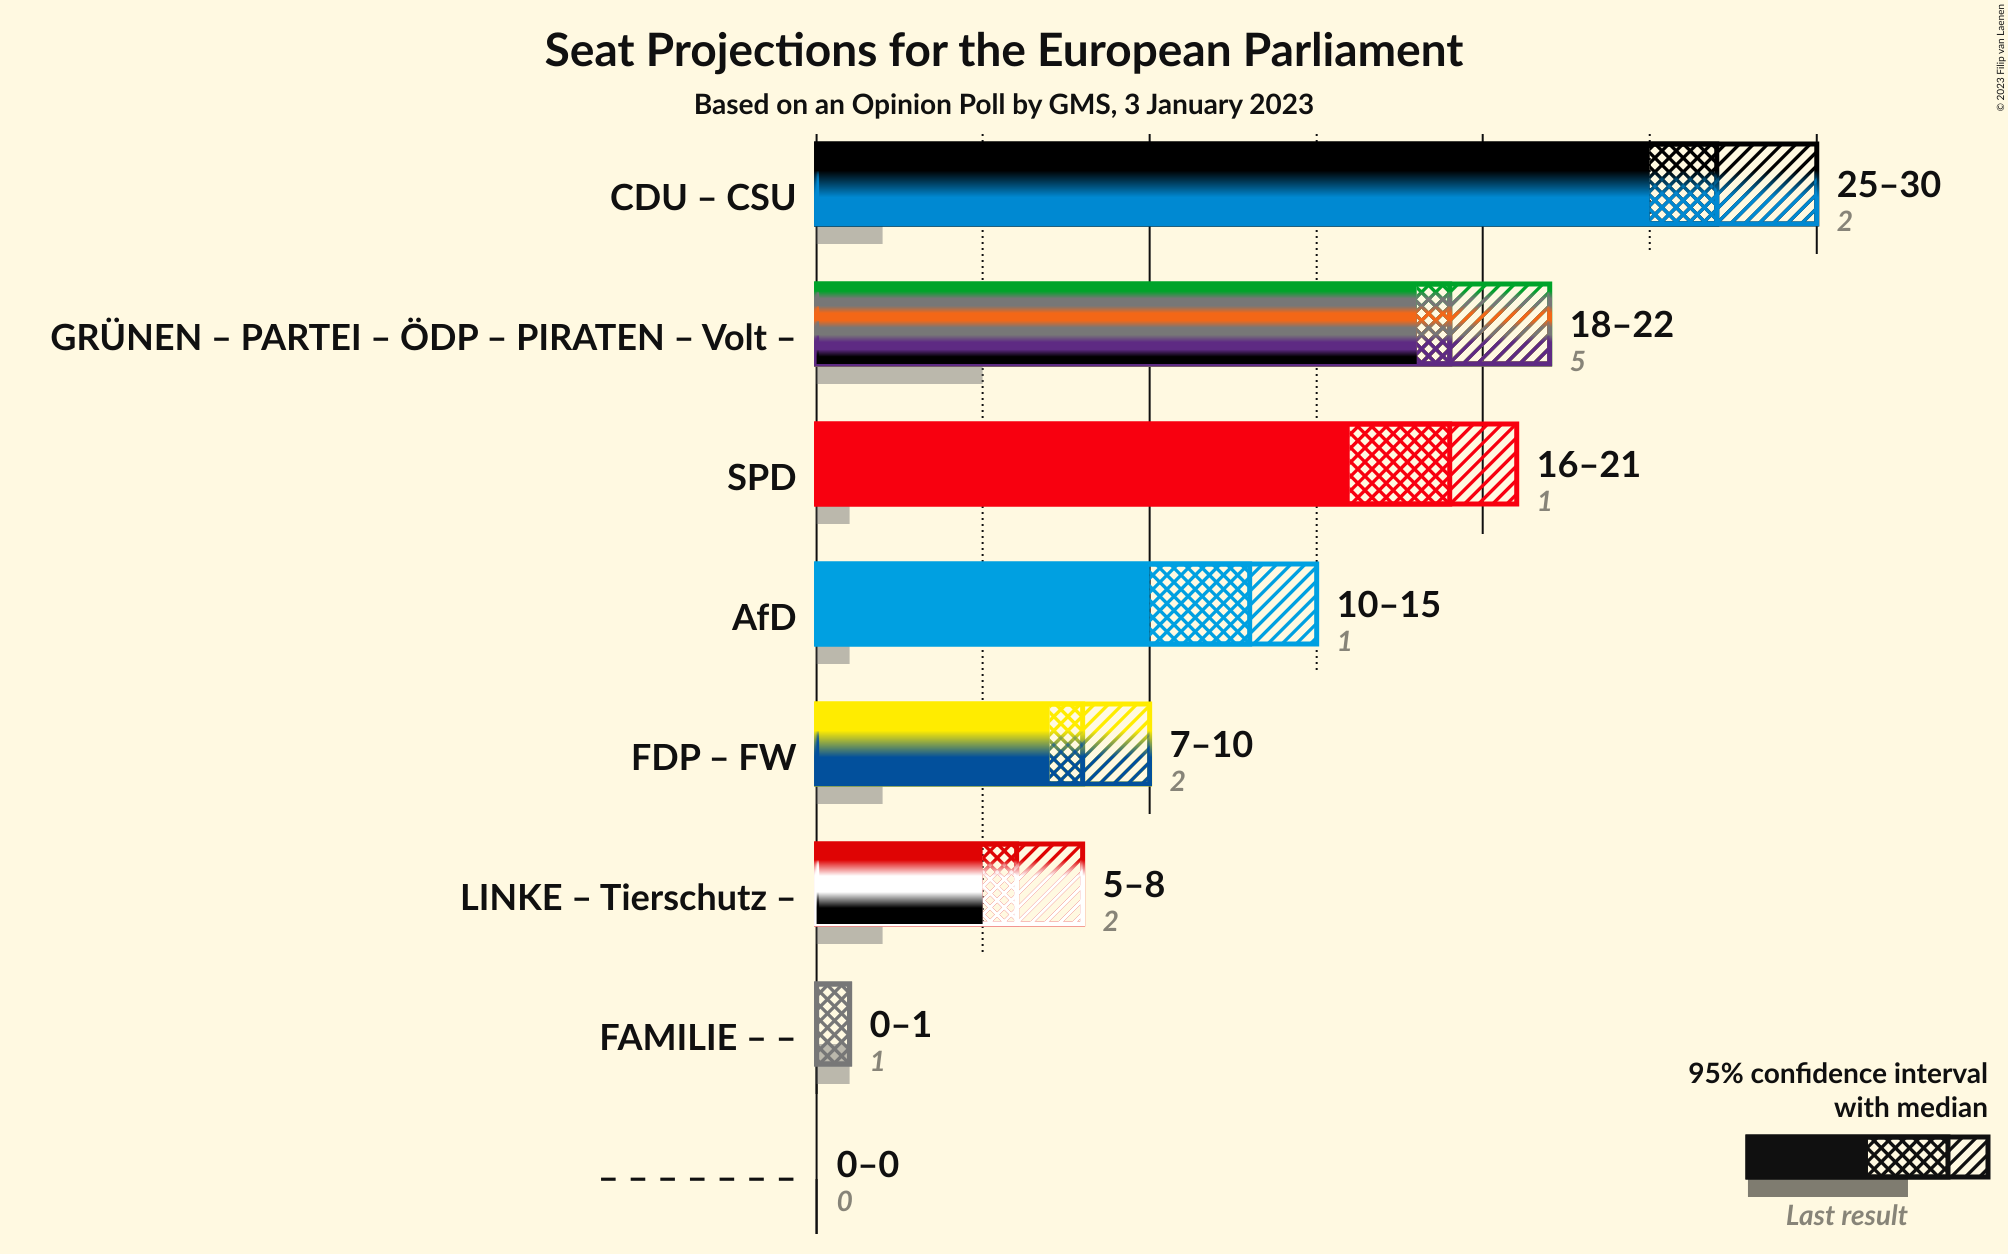 Seat Projections for the European Parliament
Based on an Opinion Poll by GMS, 3 January 2023
© 2023 Filip van Laenen
CDU – CSU
25–30
2
GRÜNEN – PARTEI – ÖDP – PIRATEN – Volt –
18–22
5
SPD
16–21
1
AfD
10–15
1
FDP – FW
7–10
2
LINKE – Tierschutz –
5–8
2
FAMILIE – –
0–1
1
– – – – – – –
0–0
0
95% confidence interval
with median
Last result